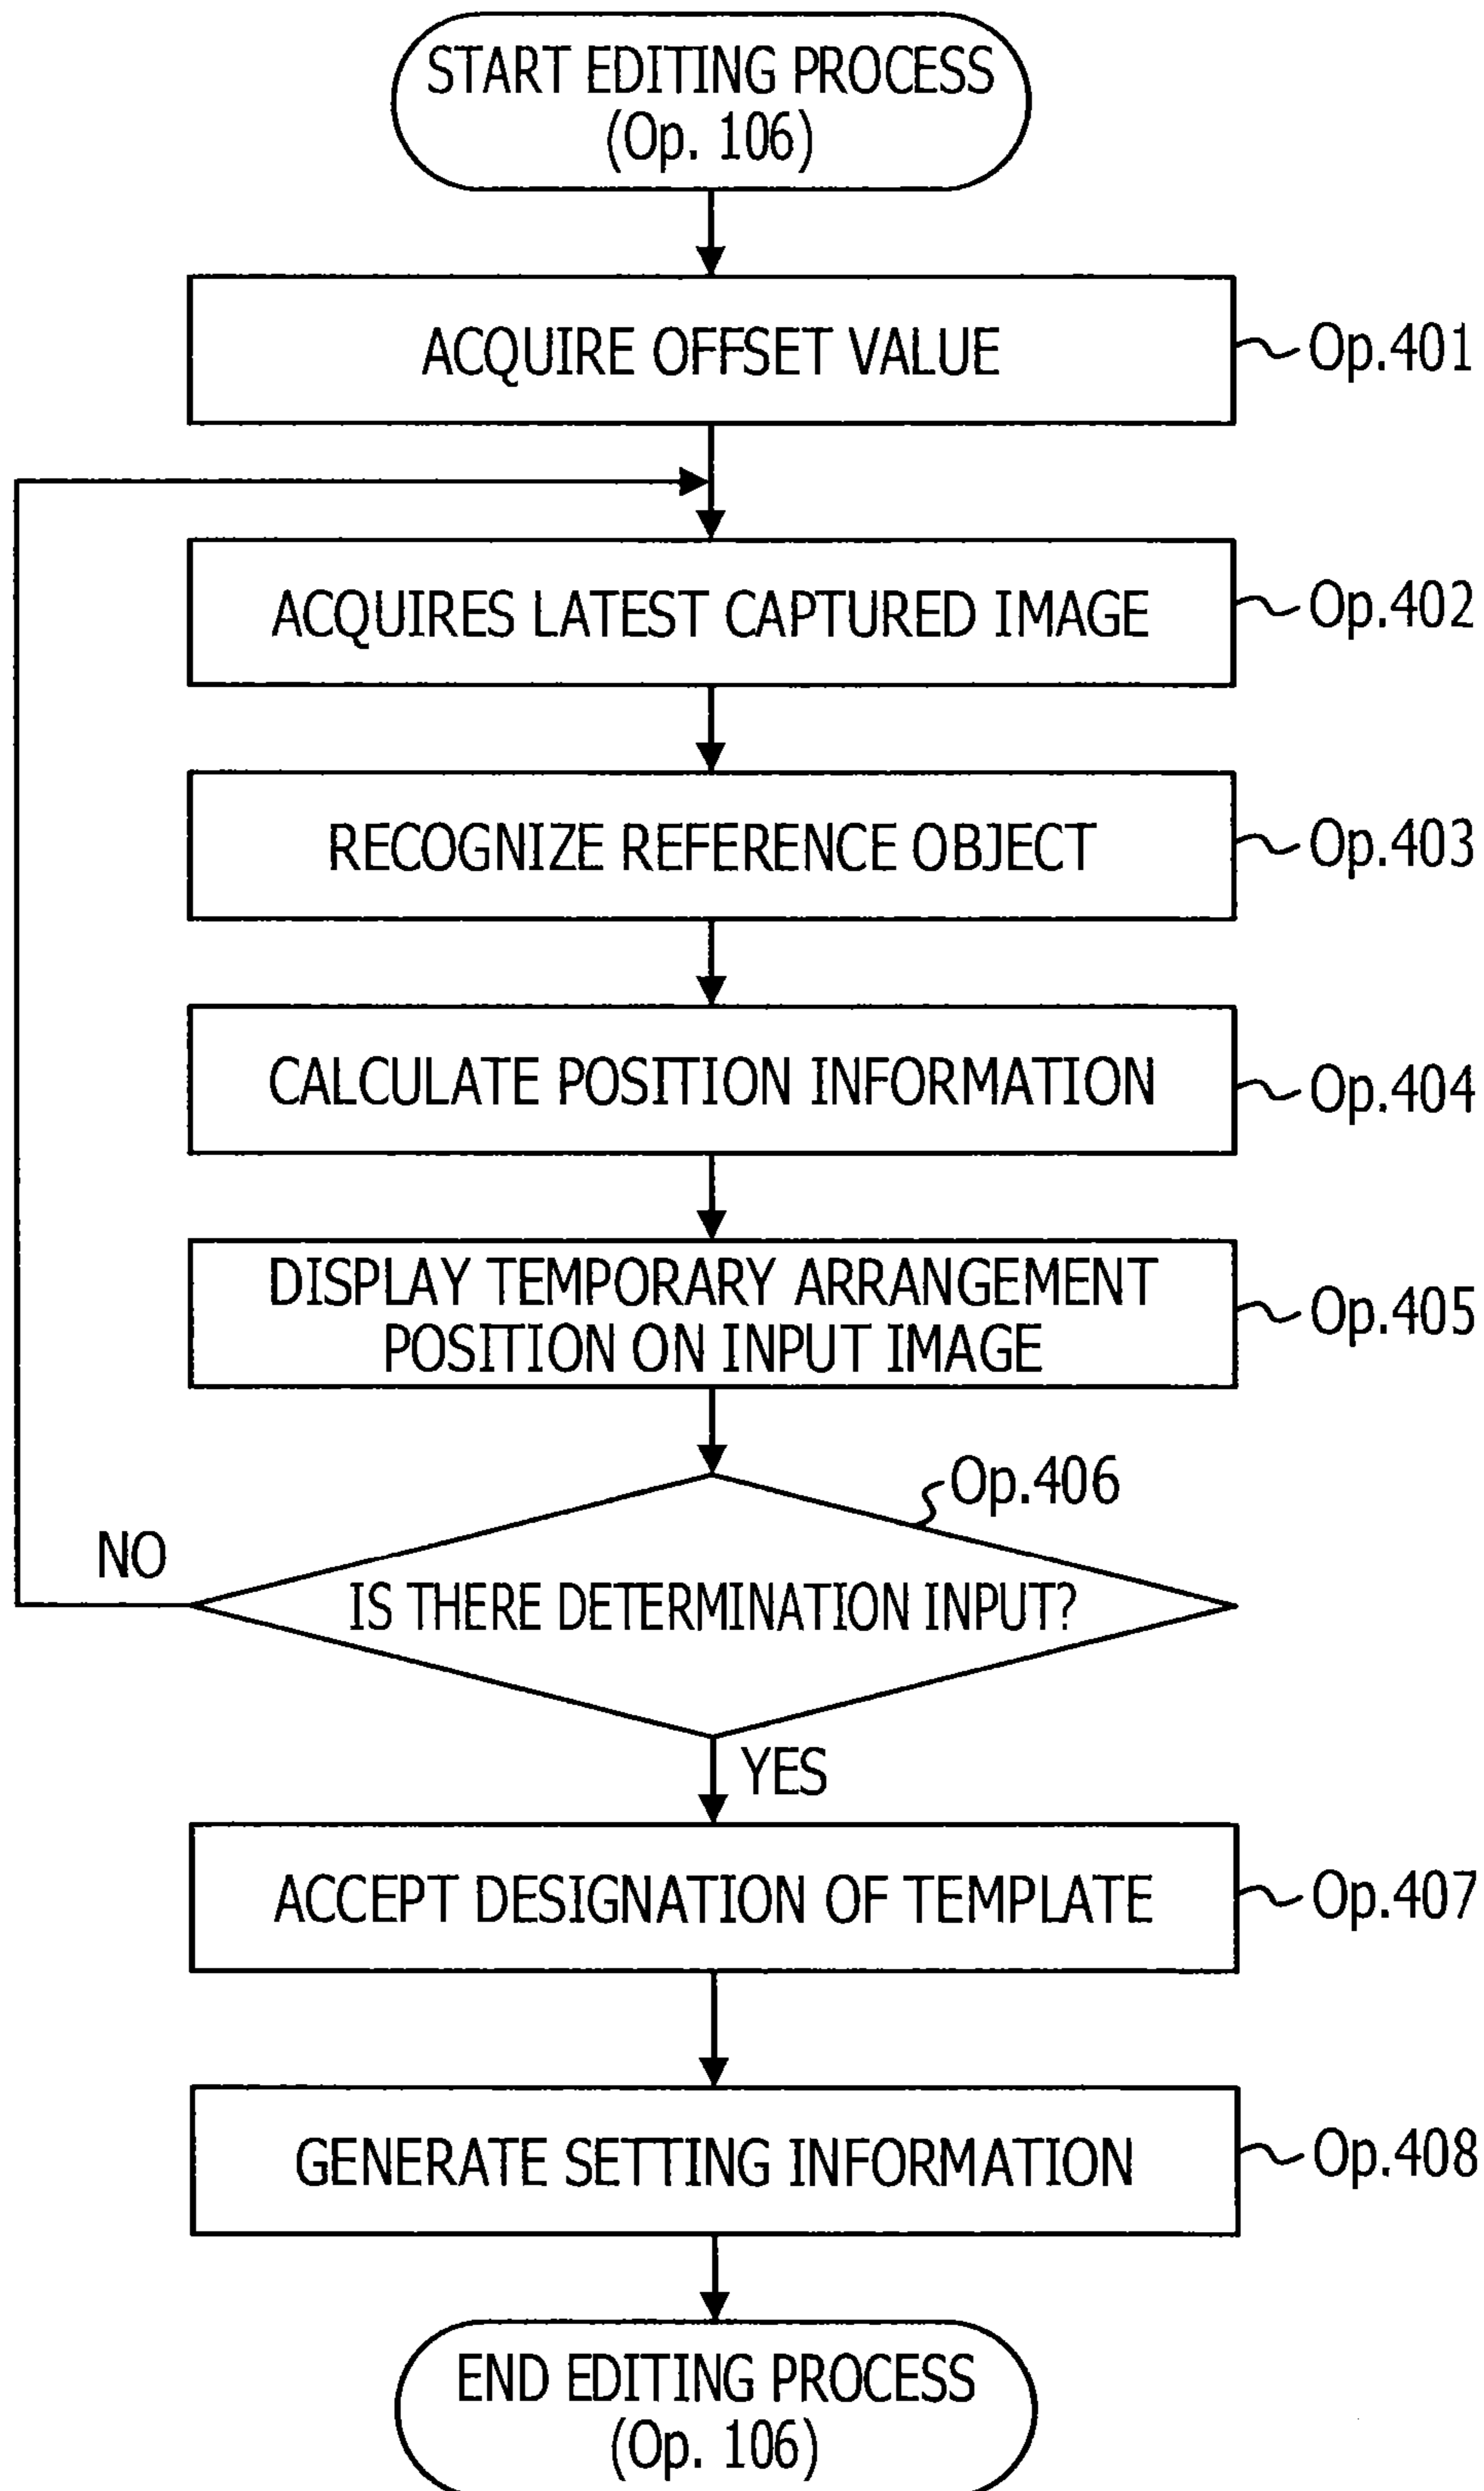 START EDITING PROCESS
(Op. 106)
ACQUIRE OFFSET VALUE
Op.401
ACQUIRES LATEST CAPTURED IMAGE
Op.402
RECOGNIZE REFERENCE OBJECT
Op.403
CALCULATE POSITION INFORMATION
Op.404
DISPLAY TEMPORARY ARRANGEMENT
POSITION ON INPUT IMAGE
Op.405
Op.406
NO
IS THERE DETERMINATION INPUT?
YES
ACCEPT DESIGNATION OF TEMPLATE
Op.407
GENERATE SETTING INFORMATION
Op.408
END EDITING PROCESS
(Op. 106)